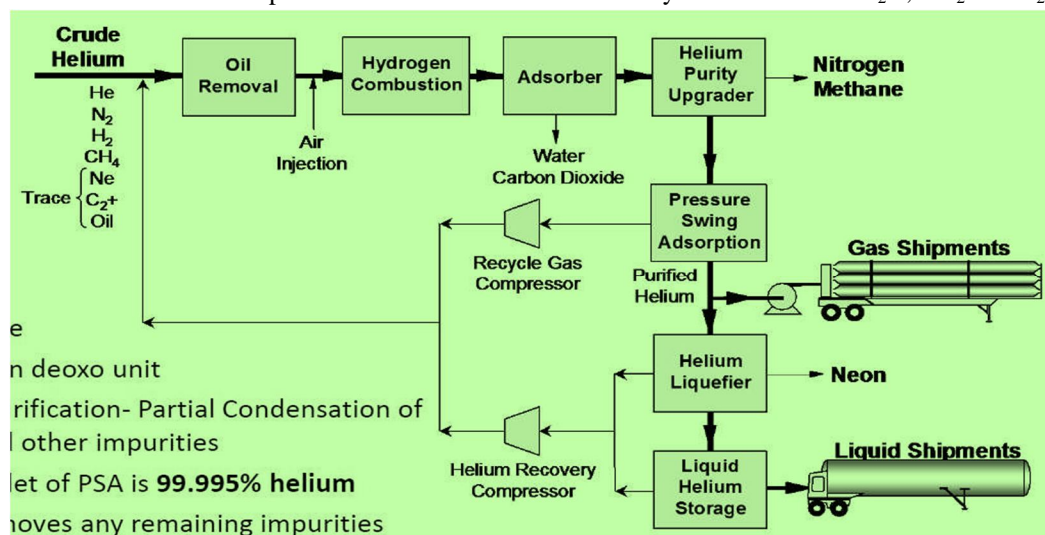 Crude
Helium
He
N₂
H₂
CH₄
Trace
Ne
C₂+
Oil
Oil
Removal
Air
Injection
Hydrogen
Combustion
Adsorber
Water
Carbon Dioxide
Helium
Purity
Upgrader
Nitrogen
Methane
Pressure
Swing
Adsorption
Recycle Gas
Compressor
Purified
Helium
Gas Shipments
Helium
Liquefier
Neon
Helium Recovery
Compressor
Liquid
Helium
Storage
Liquid Shipments
e
n deoxo unit
rification- Partial Condensation of
other impurities
let of PSA is 99.995% helium
noves any remaining impurities